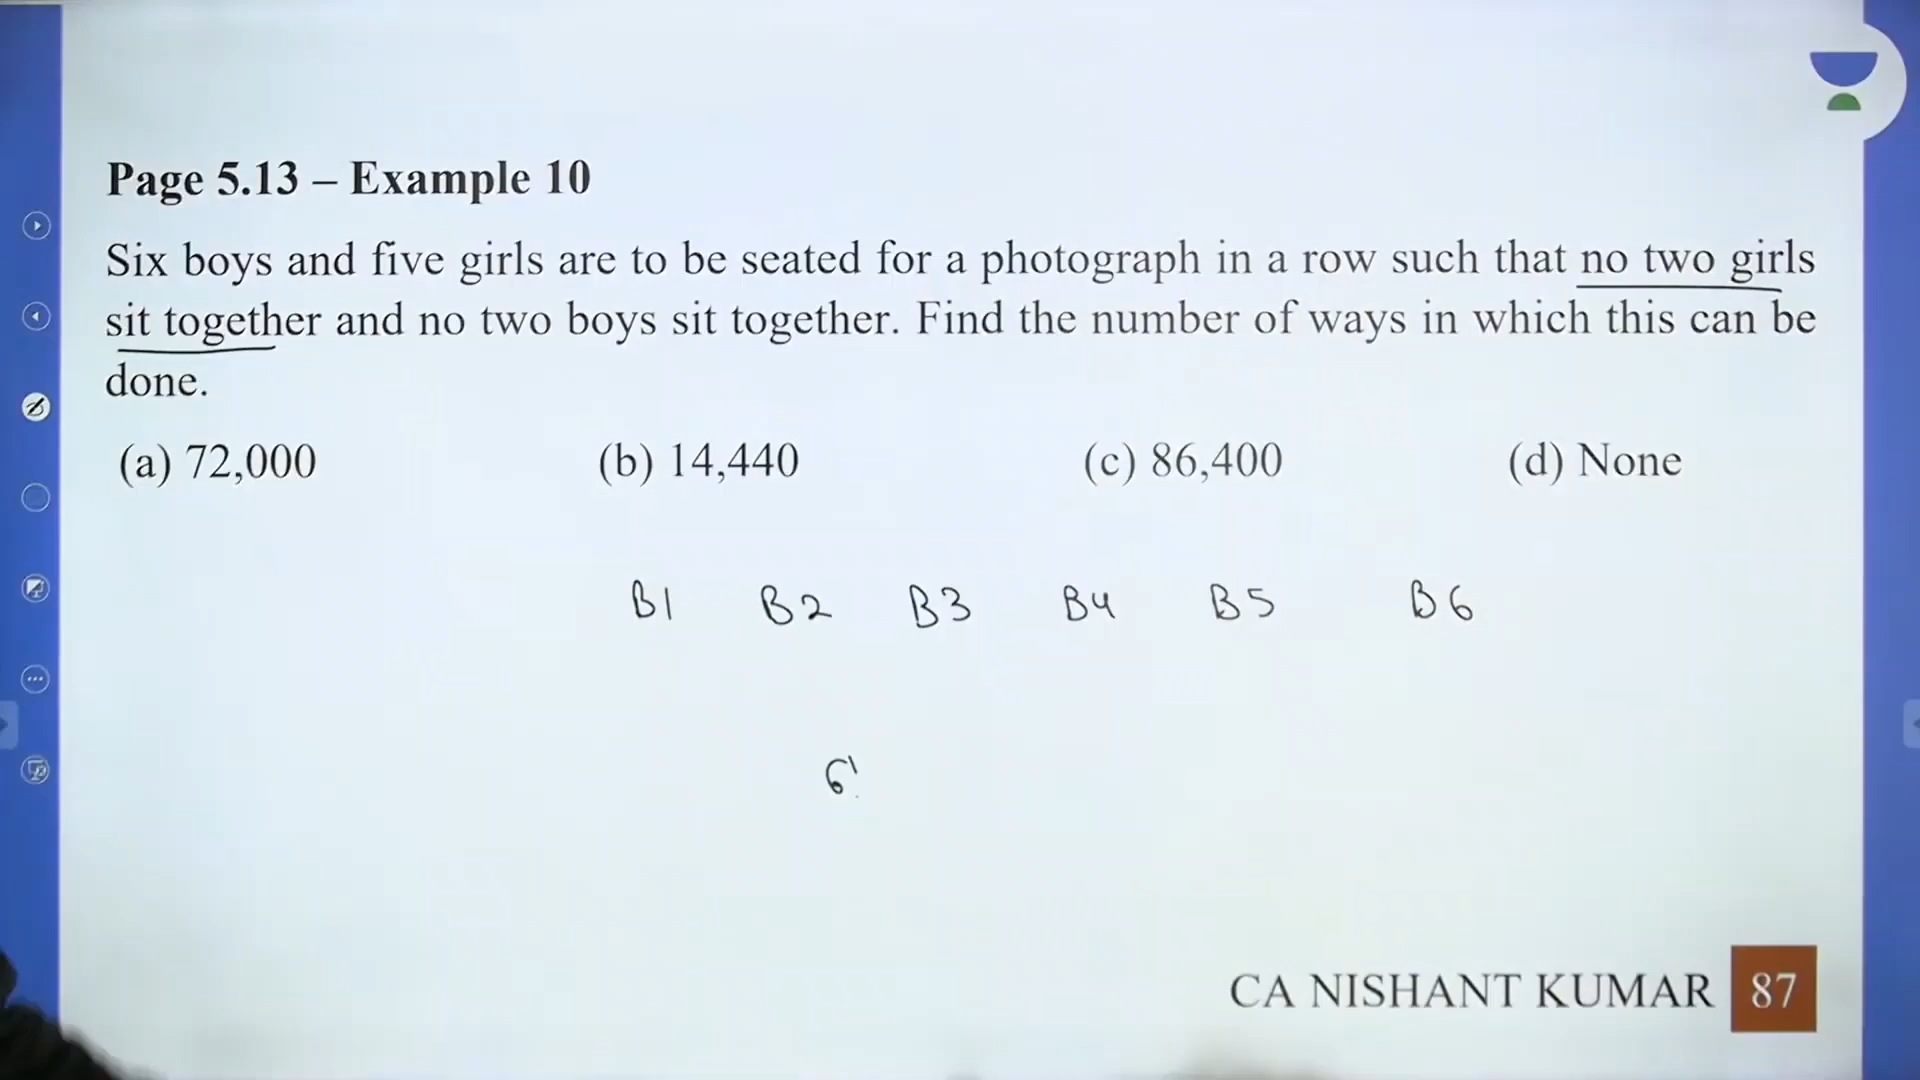 Page 5.13 – Example 10
Six boys and five girls are to be seated for a photograph in a row such that no two girls
sit together and no two boys sit together. Find the number of ways in which this can be
done.
(a) 72,000 (b) 14,440 (c) 86,400 (d) None
B1 B2 B3 B4 B5 B6
6!
CA NISHANT KUMAR 87